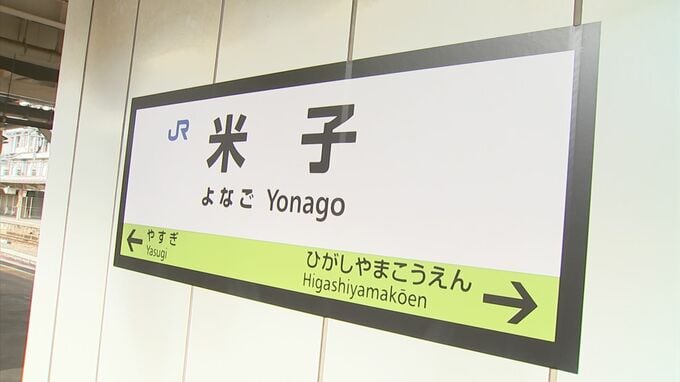 JR 米子
よなご Yonago
← やすぎ
Yasugi
ひがしやまこうえん →
Higashiyamakōen